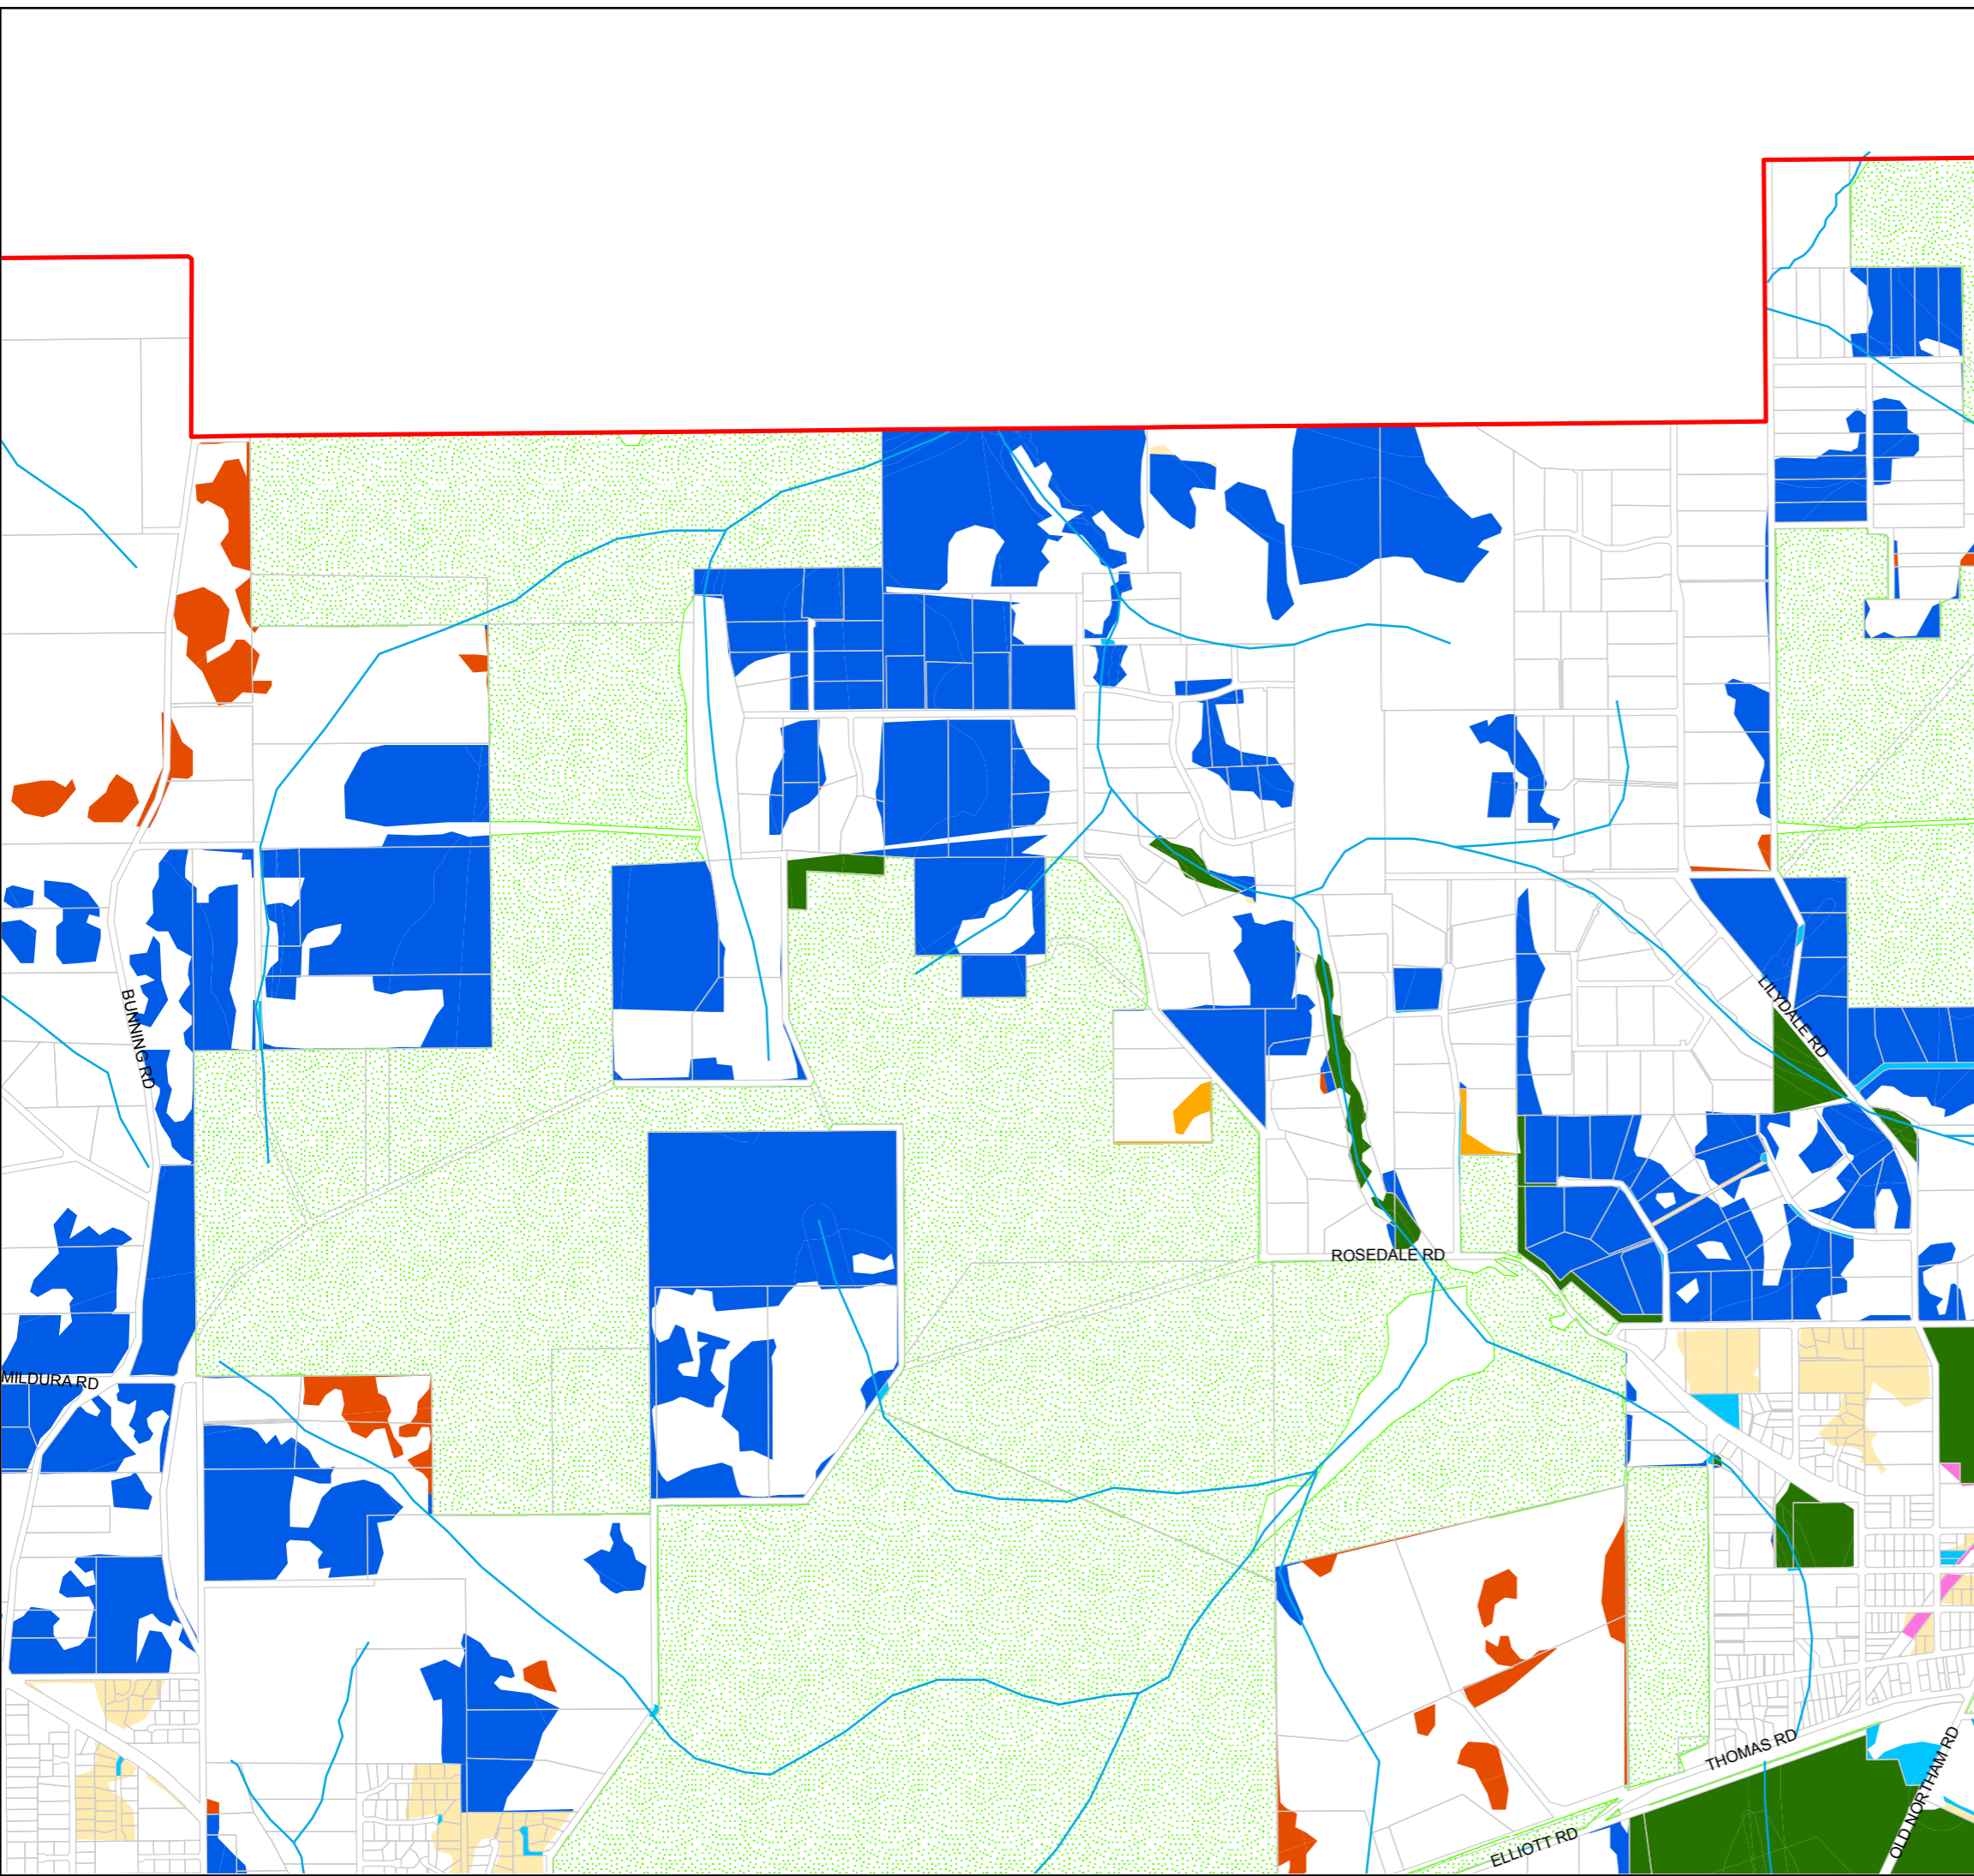 BUNNING RD
LILYDALE RD
ROSEDALE RD
MILDURA RD
THOMAS RD
OLD NORTHAM RD
ELLIOTT RD